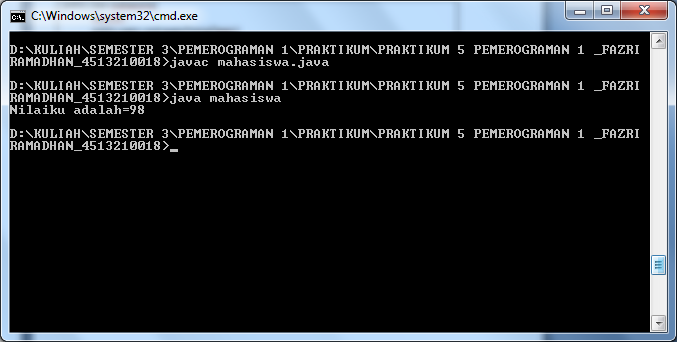 C:\Windows\system32\cmd.exe
D:\KULIAH\SEMESTER 3\PEMEROGRAMAN 1\PRAKTIKUM\PRAKTIKUM 5 PEMEROGRAMAN 1 _FAZRI
RAMADHAN_4513210018>javac mahasiswa.java
D:\KULIAH\SEMESTER 3\PEMEROGRAMAN 1\PRAKTIKUM\PRAKTIKUM 5 PEMEROGRAMAN 1 _FAZRI
RAMADHAN_4513210018>java mahasiswa
Nilaiku adalah=98
D:\KULIAH\SEMESTER 3\PEMEROGRAMAN 1\PRAKTIKUM\PRAKTIKUM 5 PEMEROGRAMAN 1 _FAZRI
RAMADHAN_4513210018>_